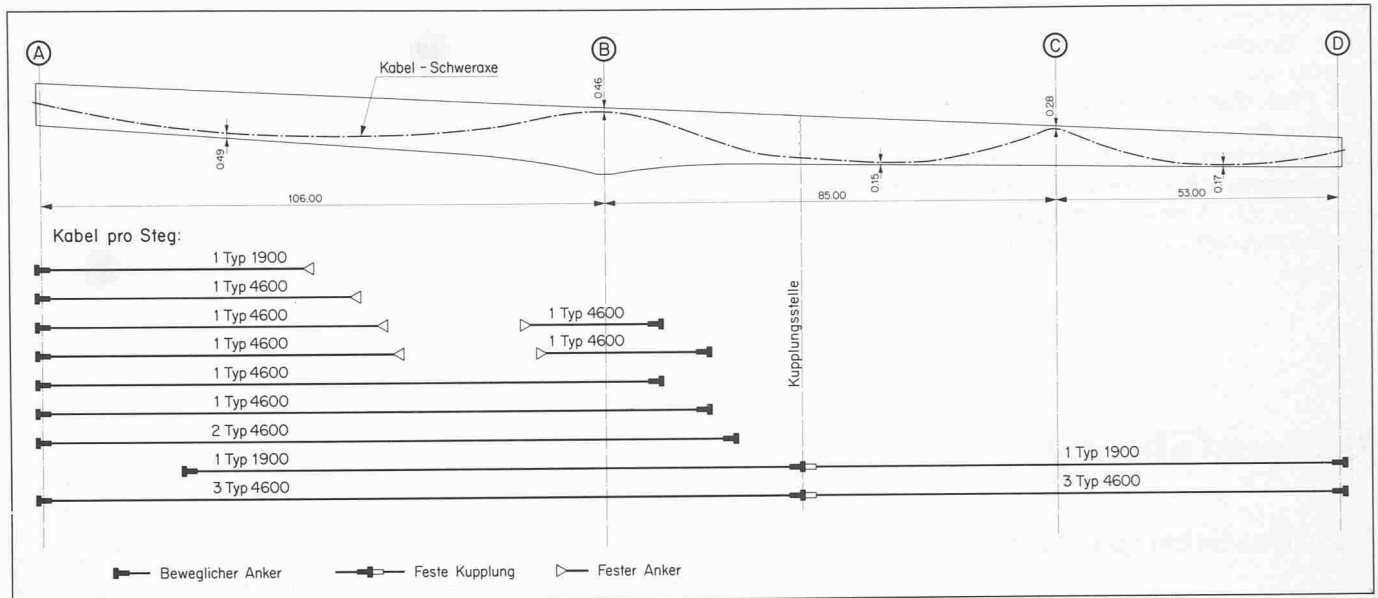 A B C D
Kabel - Schweraxe
0.46
0.28
0.49
0.15
0.17
106.00 85.00 53.00
Kabel pro Steg:
1 Typ 1900
1 Typ 4600
1 Typ 4600 1 Typ 4600
1 Typ 4600 1 Typ 4600
1 Typ 4600
1 Typ 4600
2 Typ 4600
1 Typ 1900 1 Typ 1900
3 Typ 4600 3 Typ 4600
Kupplungsstelle
Beweglicher Anker Feste Kupplung Fester Anker